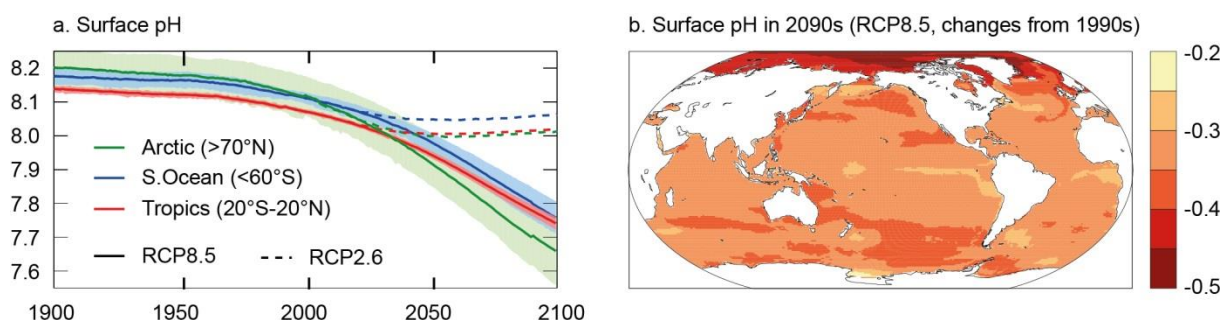 a. Surface pH
8.2
8.1
8.0
7.9
7.8
7.7
7.6
Arctic (>70°N)
S.Ocean (<60°S)
Tropics (20°S-20°N)
RCP8.5
RCP2.6
1900
1950
2000
2050
2100
b. Surface pH in 2090s (RCP8.5, changes from 1990s)
-0.2
-0.3
-0.4
-0.5